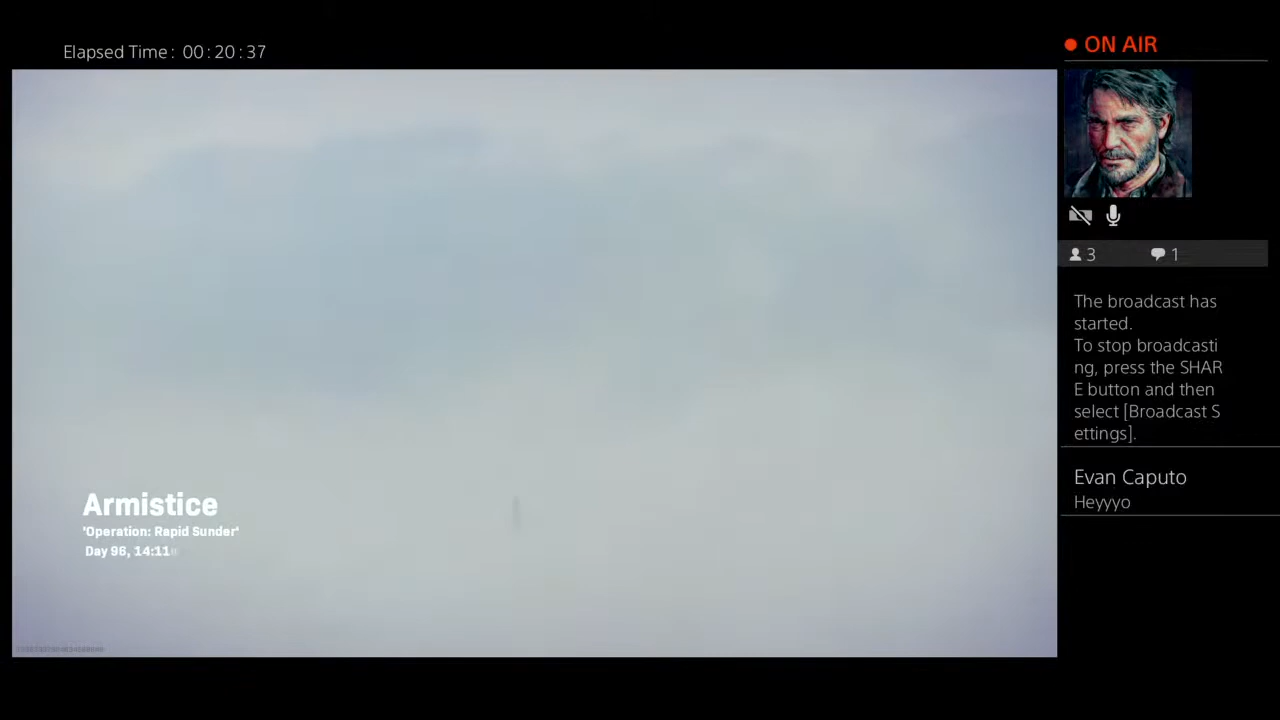 Elapsed Time: 00:20:37
ON AIR
3
1
The broadcast has
started.
To stop broadcasti
ng, press the SHAR
E button and then
select [Broadcast S
ettings].
Evan Caputo
Heyyyo
Armistice
'Operation: Rapid Sunder'
Day 96, 14:11